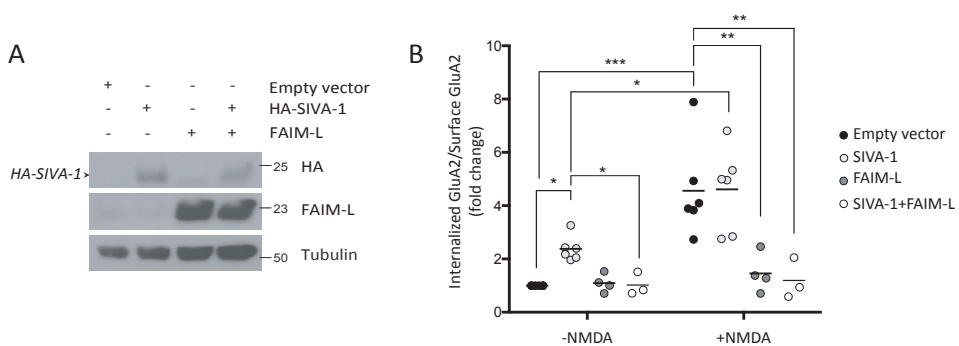 A
+ - - - Empty vector
- + - + HA-SIVA-1
- - + + FAIM-L
HA-SIVA-1
25
HA
23
FAIM-L
50
Tubulin
B
Internalized GluA2/Surface GluA2
(fold change)
10
8
6
4
2
0
**
**
***
*
*
*
-NMDA
+NMDA
Empty vector
SIVA-1
FAIM-L
SIVA-1+FAIM-L